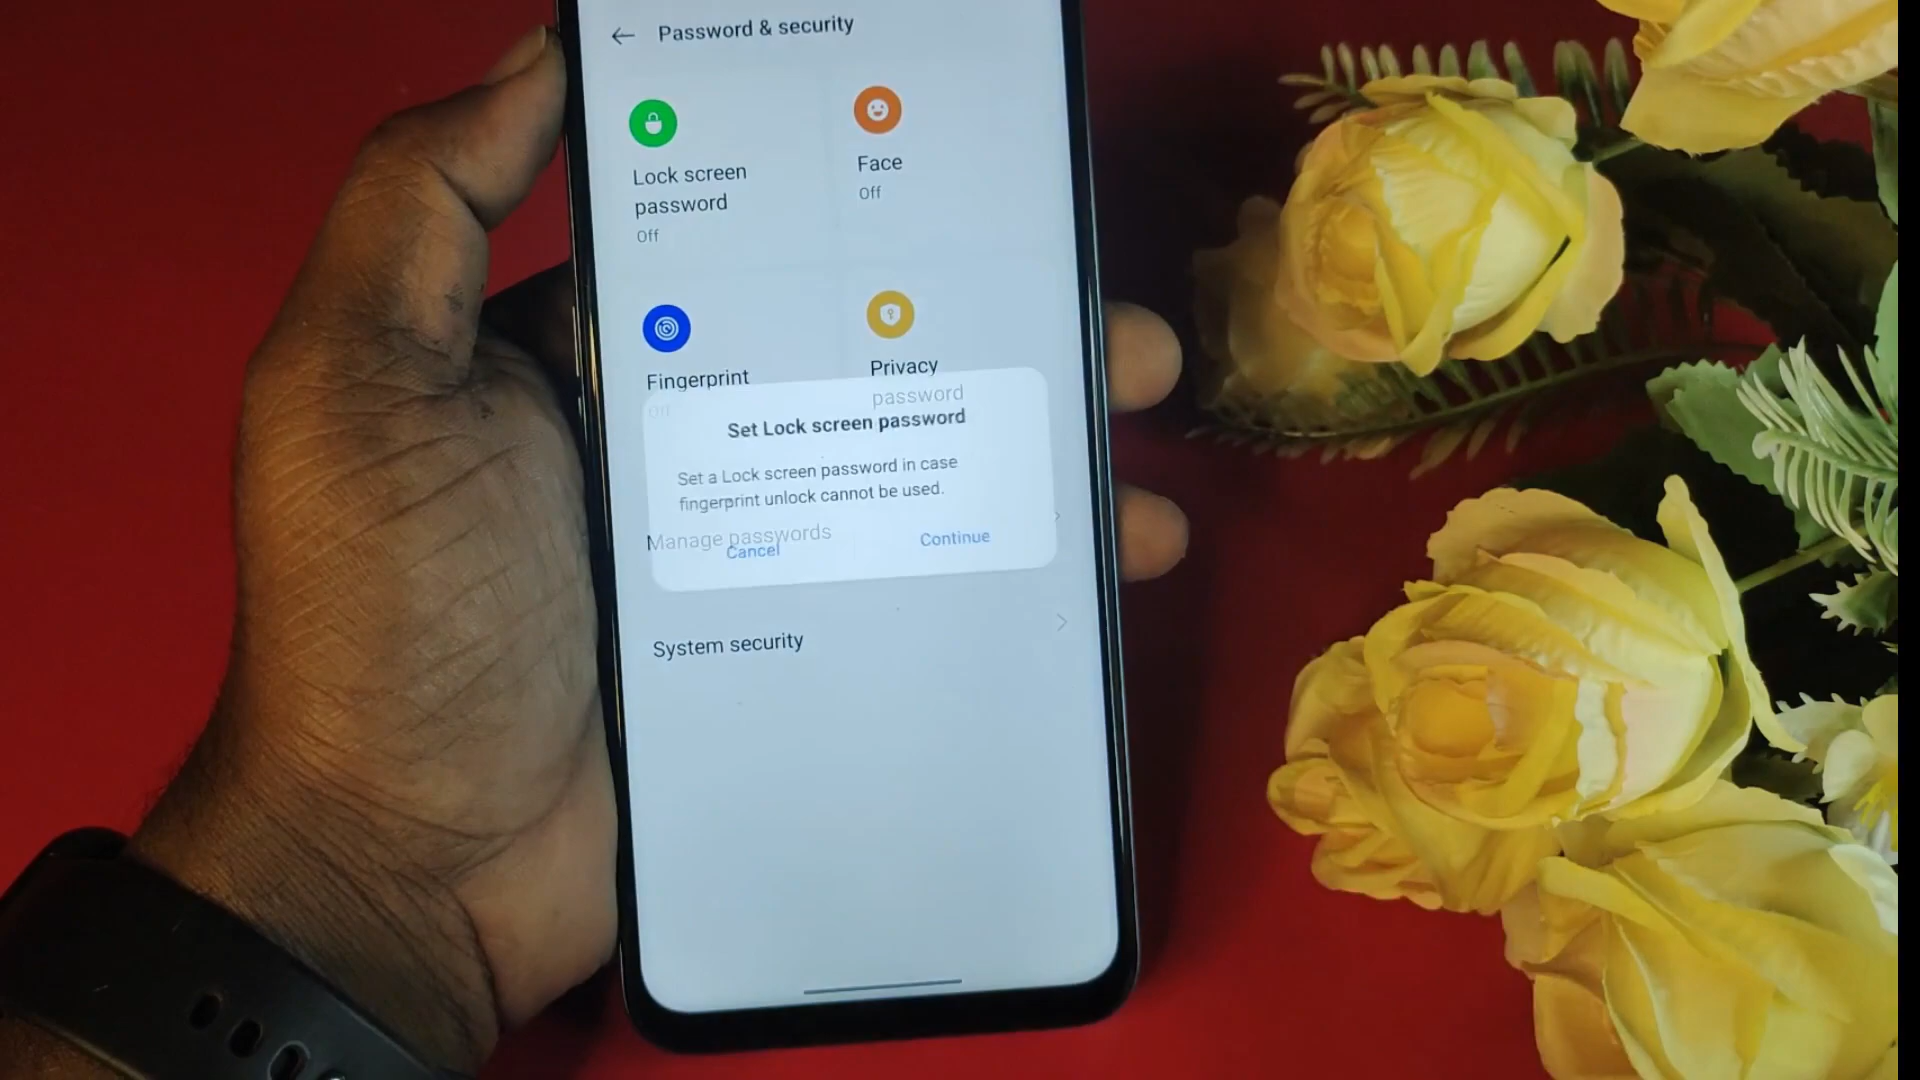 Password & security
Lock screen
password
Off
Face
Off
Fingerprint
Off
Privacy
password
Set Lock screen password
Set a Lock screen password in case
fingerprint unlock cannot be used.
Manage passwords
Cancel
Continue
System security